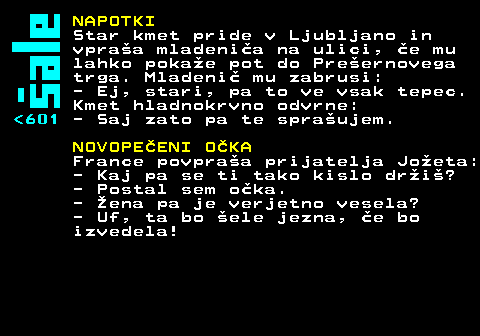 šale
<601
NAPOTKI
Star kmet pride v Ljubljano in
vpraša mladeniča na ulici, če mu
lahko pokaže pot do Prešernovega
trga. Mladenič mu zabrusi:
- Ej, stari, pa to ve vsak tepec.
Kmet hladnokrvno odvrne:
- Saj zato pa te sprašujem.
NOVOPEČENI OČKA
France povpraša prijatelja Jožeta:
- Kaj pa se ti tako kislo držiš?
- Postal sem očka.
- Žena pa je verjetno vesela?
- Uf, ta bo šele jezna, če bo
izvedela!